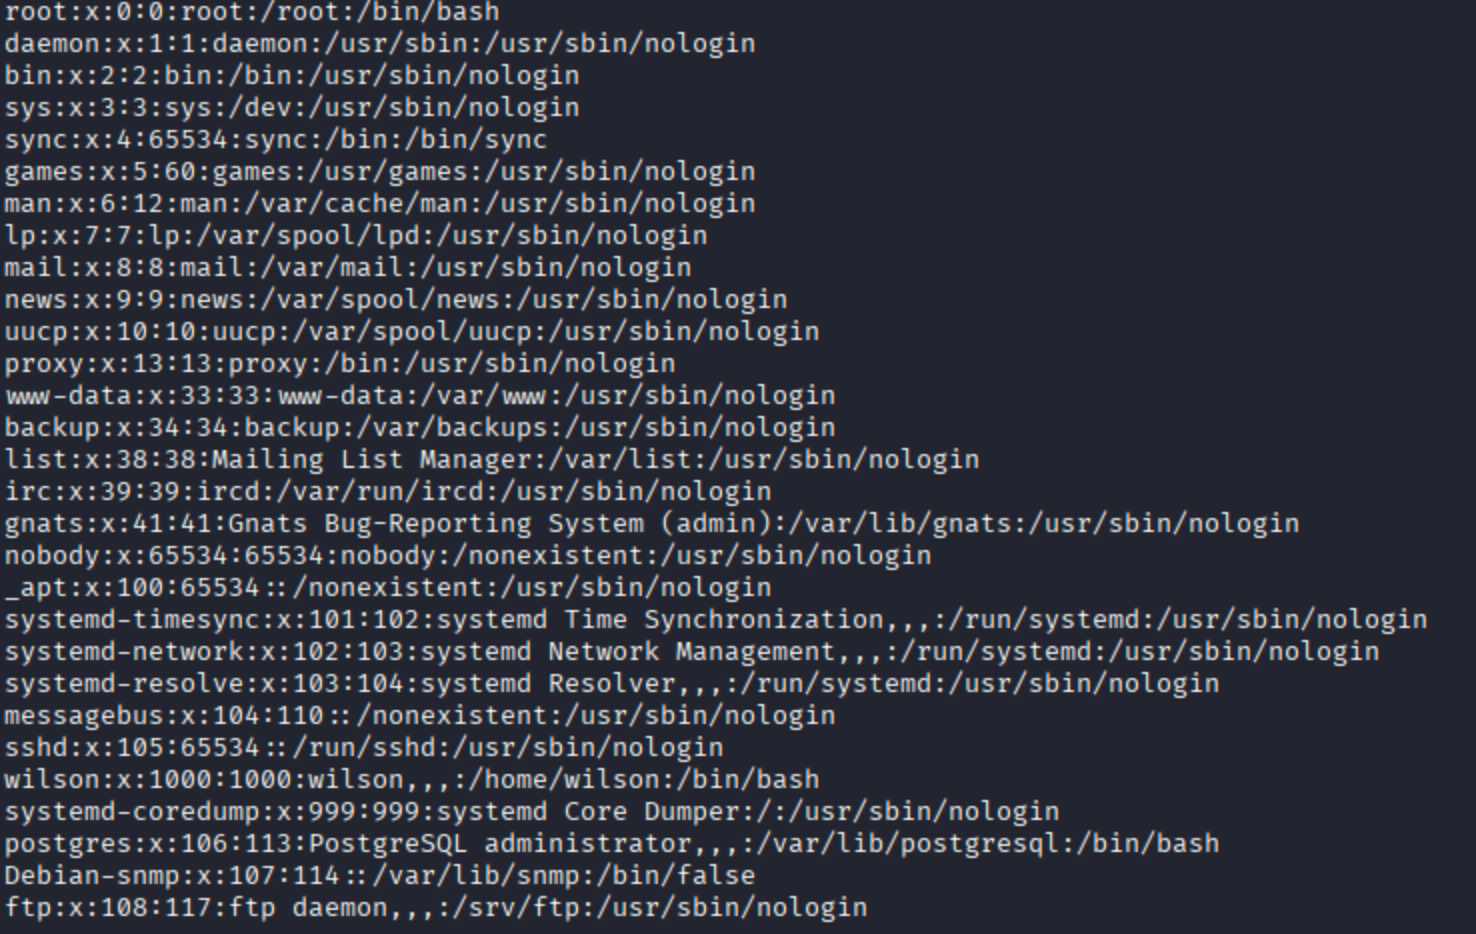 root:x:0:0:root:/root:/bin/bash
daemon:x:1:1:daemon:/usr/sbin:/usr/sbin/nologin
bin:x:2:2:bin:/bin:/usr/sbin/nologin
sys:x:3:3:sys:/dev:/usr/sbin/nologin
sync:x:4:65534:sync:/bin:/bin/sync
games:x:5:60:games:/usr/games:/usr/sbin/nologin
man:x:6:12:man:/var/cache/man:/usr/sbin/nologin
lp:x:7:7:lp:/var/spool/lpd:/usr/sbin/nologin
mail:x:8:8:mail:/var/mail:/usr/sbin/nologin
news:x:9:9:news:/var/spool/news:/usr/sbin/nologin
uucp:x:10:10:uucp:/var/spool/uucp:/usr/sbin/nologin
proxy:x:13:13:proxy:/bin:/usr/sbin/nologin
www-data:x:33:33:www-data:/var/www:/usr/sbin/nologin
backup:x:34:34:backup:/var/backups:/usr/sbin/nologin
list:x:38:38:Mailing List Manager:/var/list:/usr/sbin/nologin
irc:x:39:39:ircd:/var/run/ircd:/usr/sbin/nologin
gnats:x:41:41:Gnats Bug-Reporting System (admin):/var/lib/gnats:/usr/sbin/nologin
nobody:x:65534:65534:nobody:/nonexistent:/usr/sbin/nologin
_apt:x:100:65534::/nonexistent:/usr/sbin/nologin
systemd-timesync:x:101:102:systemd Time Synchronization,,,:/run/systemd:/usr/sbin/nologin
systemd-network:x:102:103:systemd Network Management,,,:/run/systemd:/usr/sbin/nologin
systemd-resolve:x:103:104:systemd Resolver,,,:/run/systemd:/usr/sbin/nologin
messagebus:x:104:110::/nonexistent:/usr/sbin/nologin
sshd:x:105:65534::/run/sshd:/usr/sbin/nologin
wilson:x:1000:1000:wilson,,,:/home/wilson:/bin/bash
systemd-coredump:x:999:999:systemd Core Dumper:/:/usr/sbin/nologin
postgres:x:106:113:PostgreSQL administrator,,,:/var/lib/postgresql:/bin/bash
Debian-snmp:x:107:114::/var/lib/snmp:/bin/false
ftp:x:108:117:ftp daemon,,,:/srv/ftp:/usr/sbin/nologin